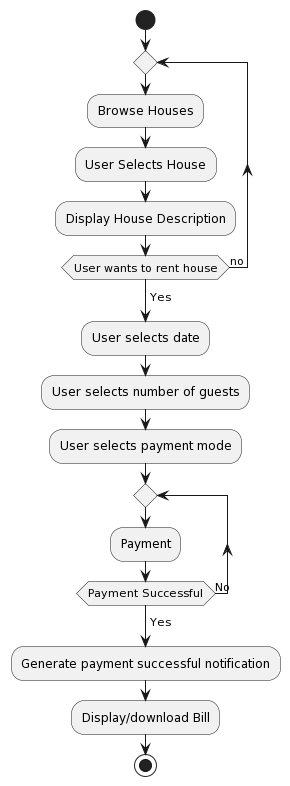 Browse Houses
User Selects House
Display House Description
User wants to rent house
no
Yes
User selects date
User selects number of guests
User selects payment mode
Payment
Payment Successful
No
Yes
Generate payment successful notification
Display/download Bill